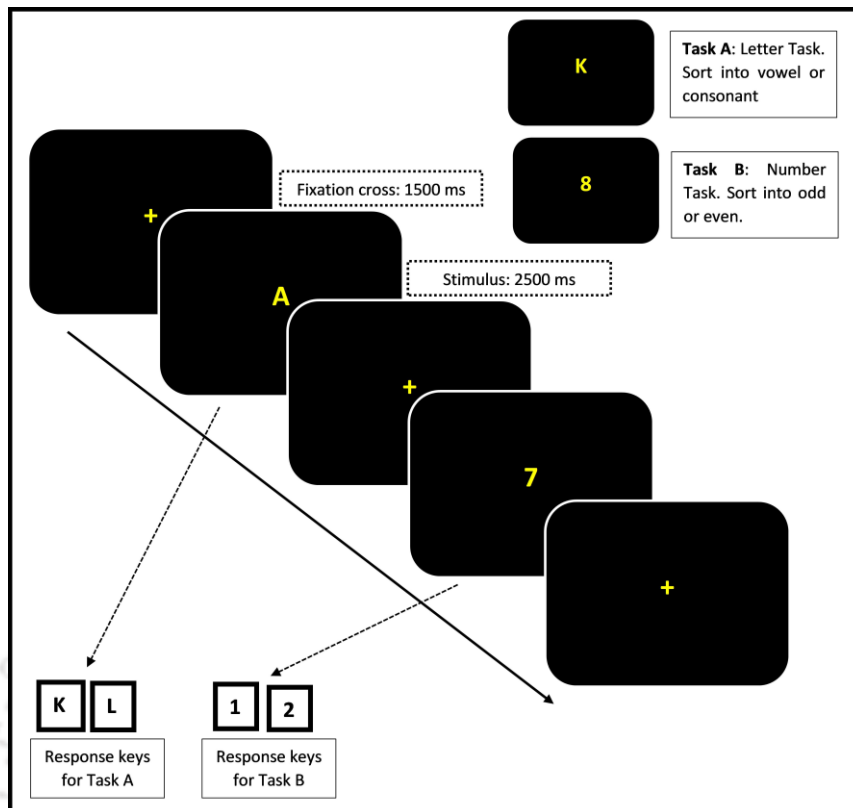 K
Task A: Letter Task.
Sort into vowel or
consonant
8
Task B: Number
Task. Sort into odd
or even.
+
Fixation cross: 1500 ms
A
Stimulus: 2500 ms
+
7
+
K L
Response keys
for Task A
1 2
Response keys
for Task B